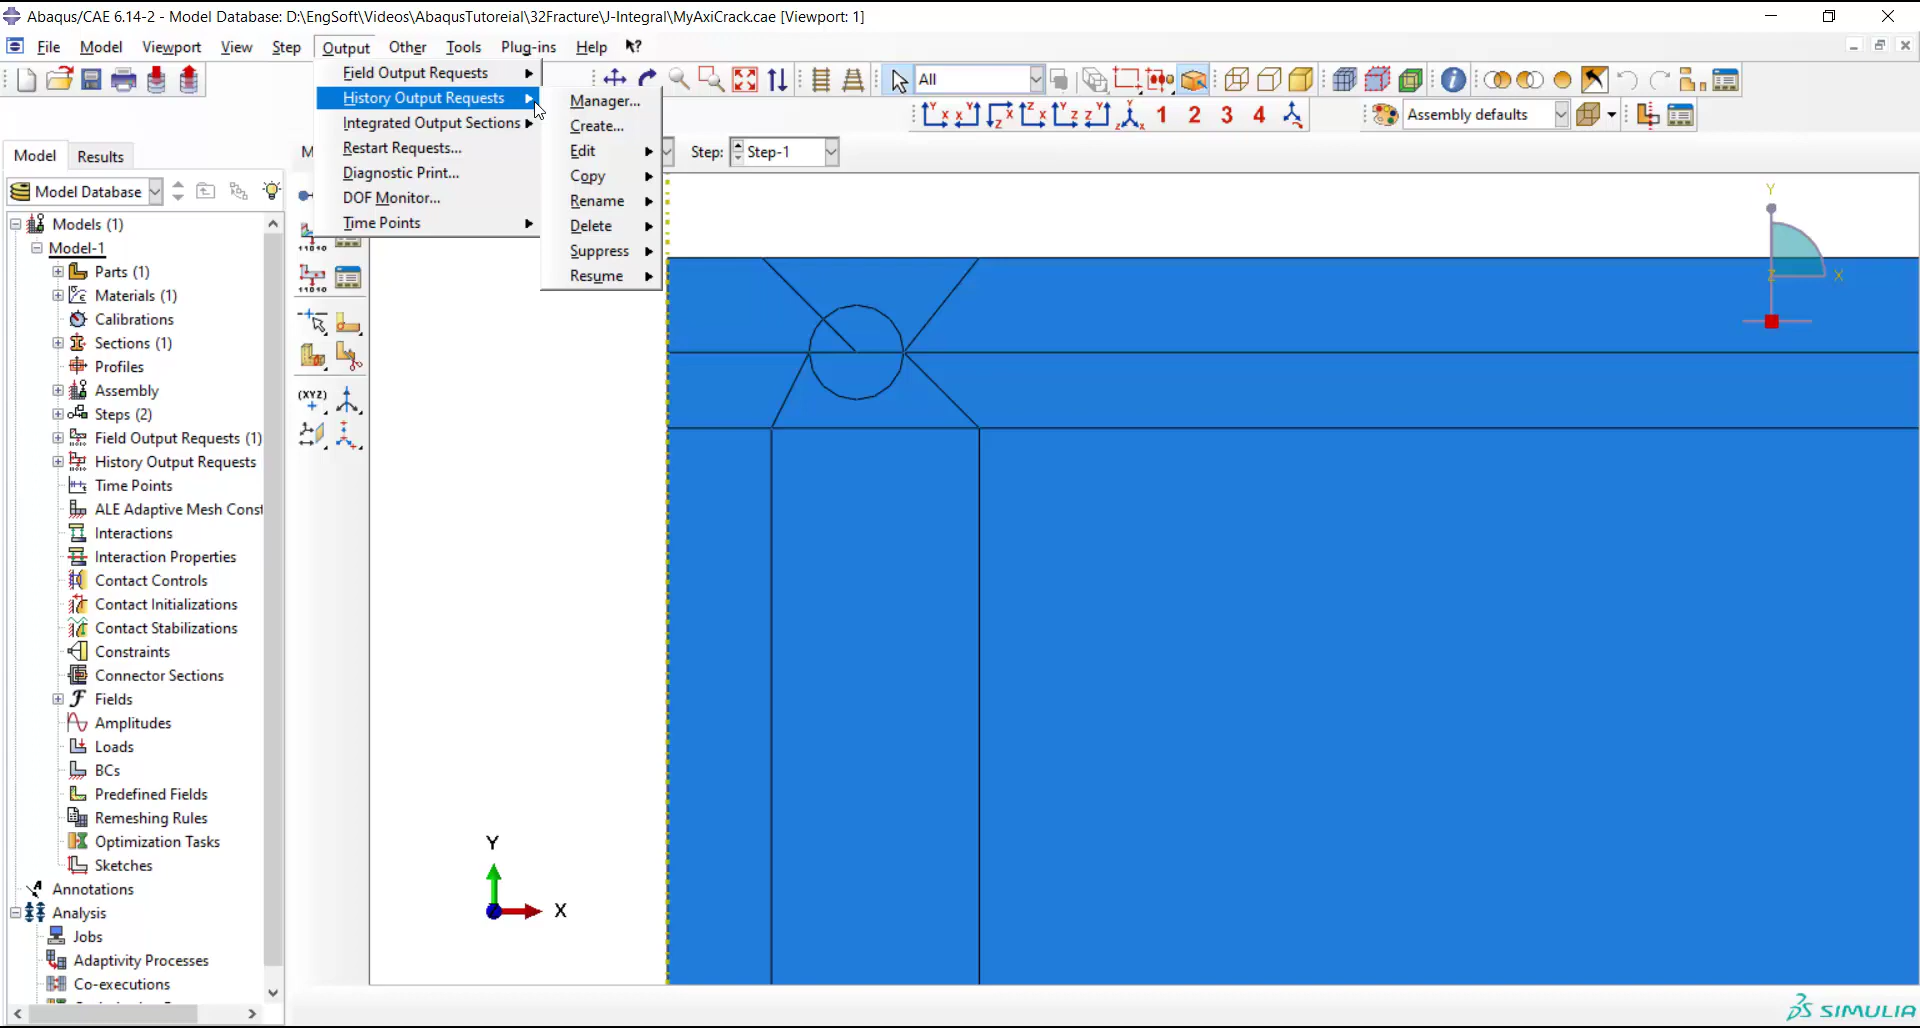 Abaqus/CAE 6.14-2 - Model Database: D:\EngSoft\Videos\AbaqusTutoreial\32Fracture\J-Integral\MyAxiCrack.cae [Viewport: 1]
File Model Viewport View Step Output Other Tools Plug-ins Help
Field Output Requests
History Output Requests
Integrated Output Sections
Restart Requests...
Diagnostic Print...
DOF Monitor...
Time Points
Manager...
Create...
Edit
Copy
Rename
Delete
Suppress
Resume
All
1 2 3 4
Assembly defaults
M
Step: Step-1
Model Results
Model Database
Models (1)
Model-1
Parts (1)
Materials (1)
Calibrations
Sections (1)
Profiles
Assembly
Steps (2)
Field Output Requests (1)
History Output Requests
Time Points
ALE Adaptive Mesh Const
Interactions
Interaction Properties
Contact Controls
Contact Initializations
Contact Stabilizations
Constraints
Connector Sections
Fields
Amplitudes
Loads
BCs
Predefined Fields
Remeshing Rules
Optimization Tasks
Sketches
Annotations
Analysis
Jobs
Adaptivity Processes
Co-executions
(XYZ)
Y
X
Z
Y
X
SIMULIA